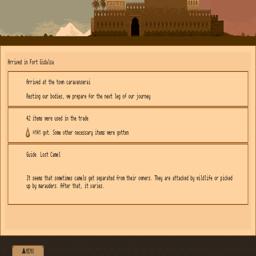 Arrived in Fort Gidulsa
Arrived at the town caravanserai
Resting our bodies, we prepare for the next leg of our journey
42 items were used in the trade
got. Some other necessary items were gotten
Guide: Lost Camel
It seems that sometimes camels get separated from their owners. They are attacked by wildlife or picked
up by marauders. After that, it varies.
MENU